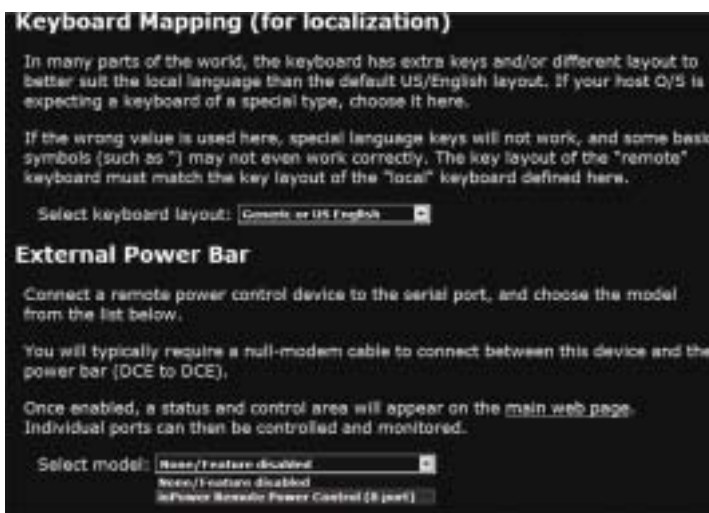 Keyboard Mapping (for localization)
In many parts of the world, the keyboard has extra keys and/or different layout to
better suit the local language than the default US/English layout. If your host O/S is
expecting a keyboard of a special type, choose it here.
If the wrong value is used here, special language keys will not work, and some basic
symbols (such as ") may not even work correctly. The key layout of the "remote"
keyboard must match the key layout of the "local" keyboard defined here.
Select keyboard layout: Generic or US English
External Power Bar
Connect a remote power control device to the serial port, and choose the model
from the list below.
You will typically require a null-modem cable to connect between this device and the
power bar (DCE to DCE).
Once enabled, a status and control area will appear on the main web page.
Individual ports can then be controlled and monitored.
Select model: None/Feature disabled
None/Feature disabled
Remote Power Control (8 port)